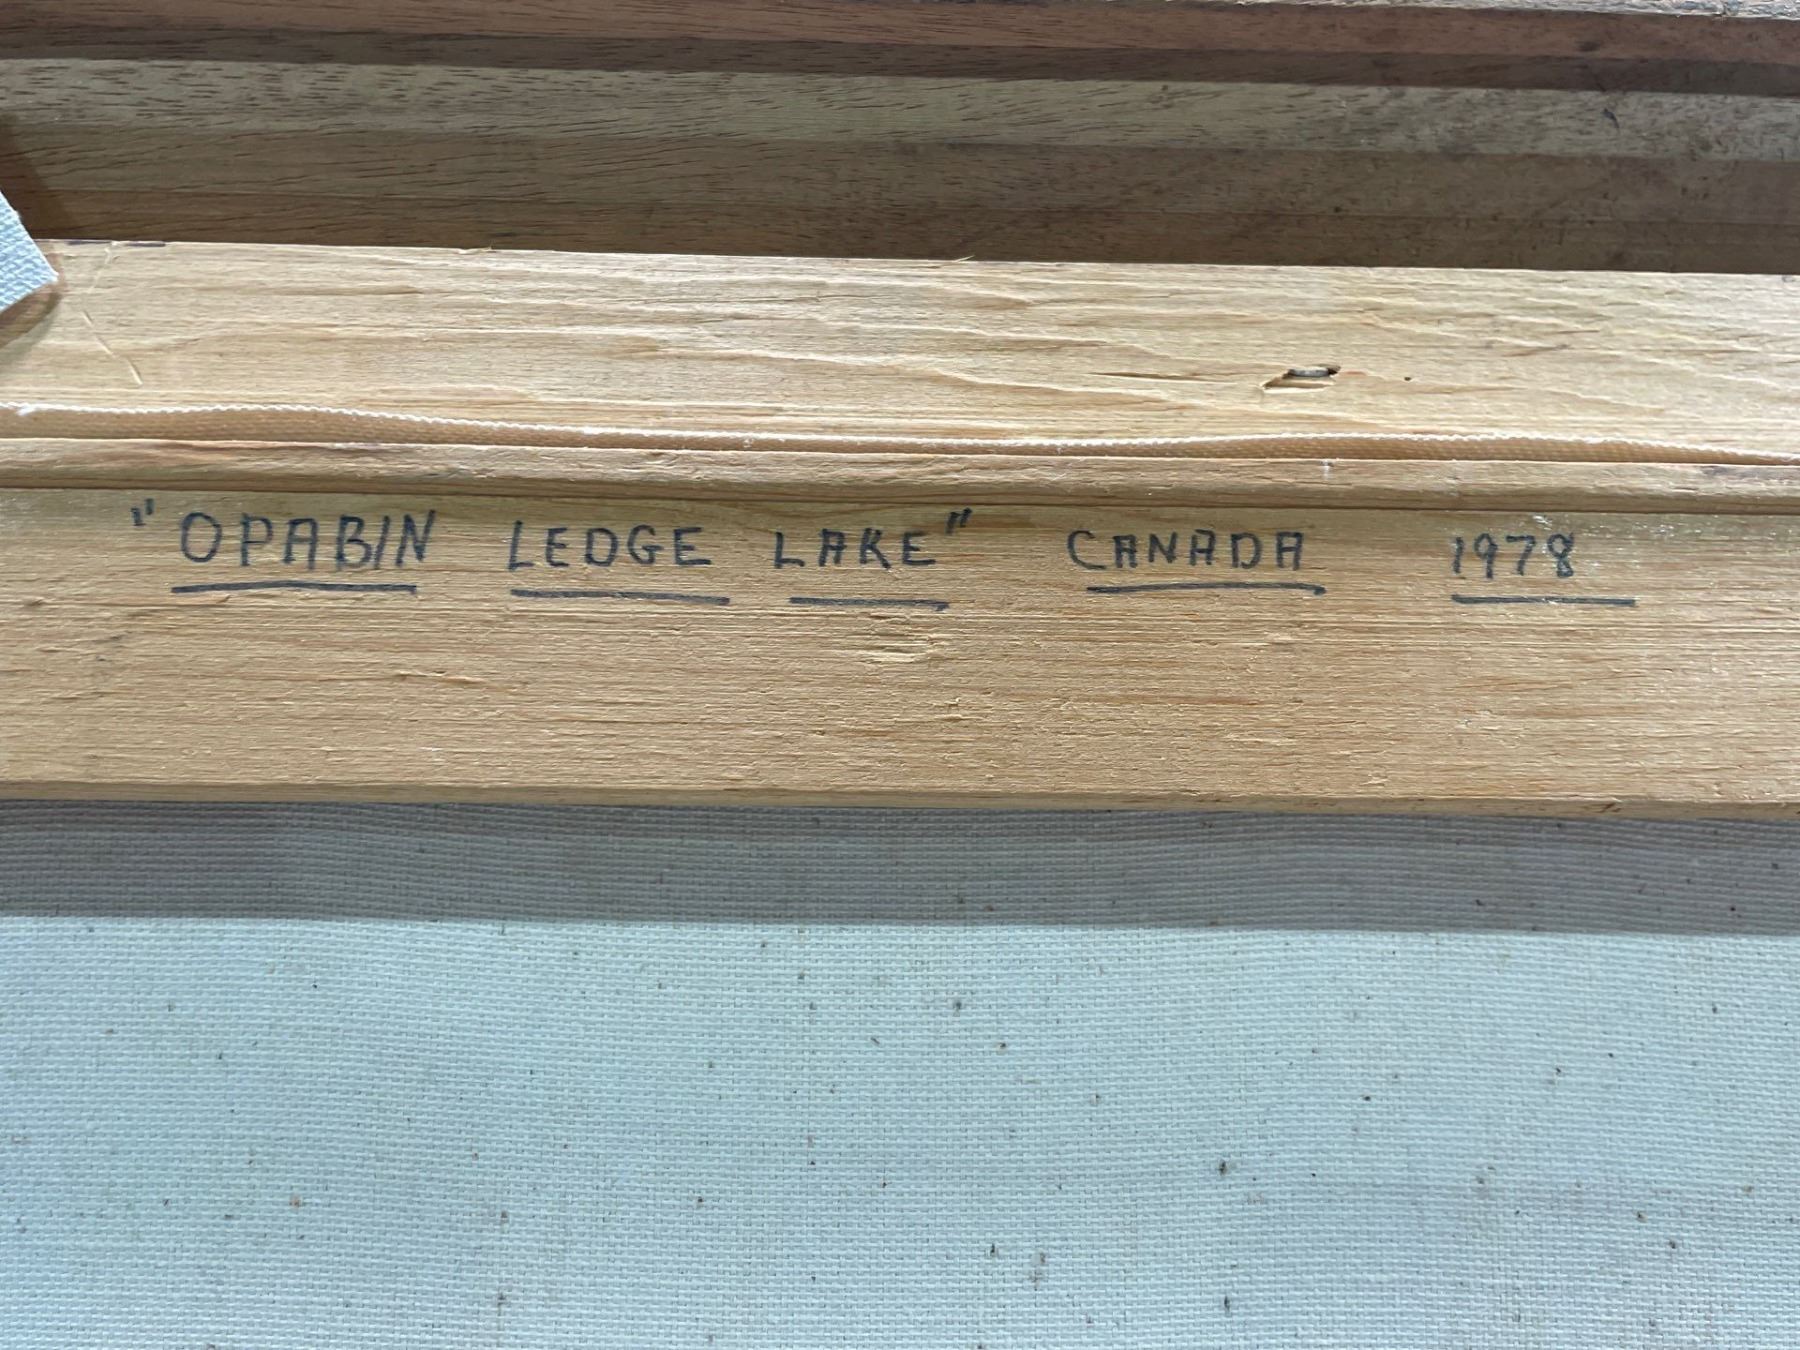 "OPABIN LEDGE LAKE" CANADA 1978